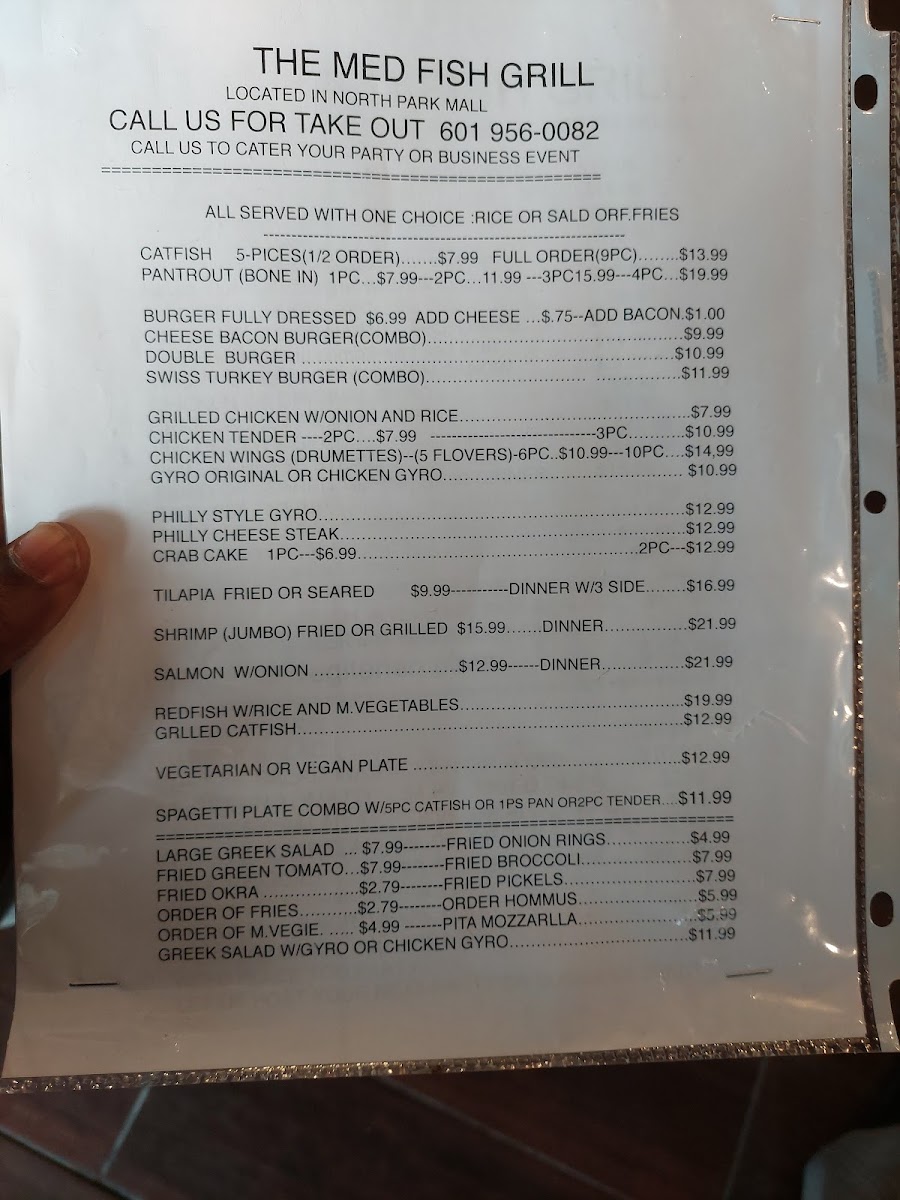 THE MED FISH GRILL
LOCATED IN NORTH PARK MALL
CALL US FOR TAKE OUT 601 956-0082
CALL US TO CATER YOUR PARTY OR BUSINESS EVENT
==================================================
ALL SERVED WITH ONE CHOICE :RICE OR SALD ORF.FRIES
--------------------------------------------------
CATFISH 5-PICES(1/2 ORDER).......$7.99 FULL ORDER(9PC)........$13.99
PANTROUT (BONE IN) 1PC...$7.99---2PC...11.99 ---3PC15.99---4PC...$19.99
BURGER FULLY DRESSED $6.99 ADD CHEESE ...$.75--ADD BACON.$1.00
CHEESE BACON BURGER(COMBO)..............................................$9.99
DOUBLE BURGER ...................................................................$10.99
SWISS TURKEY BURGER (COMBO)............................. ...............$11.99
GRILLED CHICKEN W/ONION AND RICE.........................................$7.99
CHICKEN TENDER ----2PC....$7.99 ------------------------------3PC..........$10.99
CHICKEN WINGS (DRUMETTES)--(5 FLOVERS)-6PC..$10.99---10PC....$14,99
GYRO ORIGINAL OR CHICKEN GYRO........................................... $10.99
PHILLY STYLE GYRO..................................................................$12.99
PHILLY CHEESE STEAK..............................................................$12.99
CRAB CAKE 1PC---$6.99..................................................2PC---$12.99
TILAPIA FRIED OR SEARED $9.99-----------DINNER W/3 SIDE........$16.99
SHRIMP (JUMBO) FRIED OR GRILLED $15.99.......DINNER...............$21.99
SALMON W/ONION ..........................$12.99------DINNER...............$21.99
REDFISH W/RICE AND M.VEGETABLES........................................$19.99
GRLLED CATFISH......................................................................$12.99
VEGETARIAN OR VEGAN PLATE ................................................$12.99
SPAGETTI PLATE COMBO W/5PC CATFISH OR 1PS PAN OR2PC TENDER....$11.99
==================================================
LARGE GREEK SALAD ... $7.99--------FRIED ONION RINGS...............$4.99
FRIED GREEN TOMATO...$7.99--------FRIED BROCCOLI....................$7.99
FRIED OKRA .................$2.79--------FRIED PICKELS.......................$7.99
ORDER OF FRIES..........$2.79--------ORDER HOMMUS.....................$5.99
ORDER OF M.VEGIE. ..... $4.99 -------PITA MOZZARLLA...................$5.99
GREEK SALAD W/GYRO OR CHICKEN GYRO................................$11.99